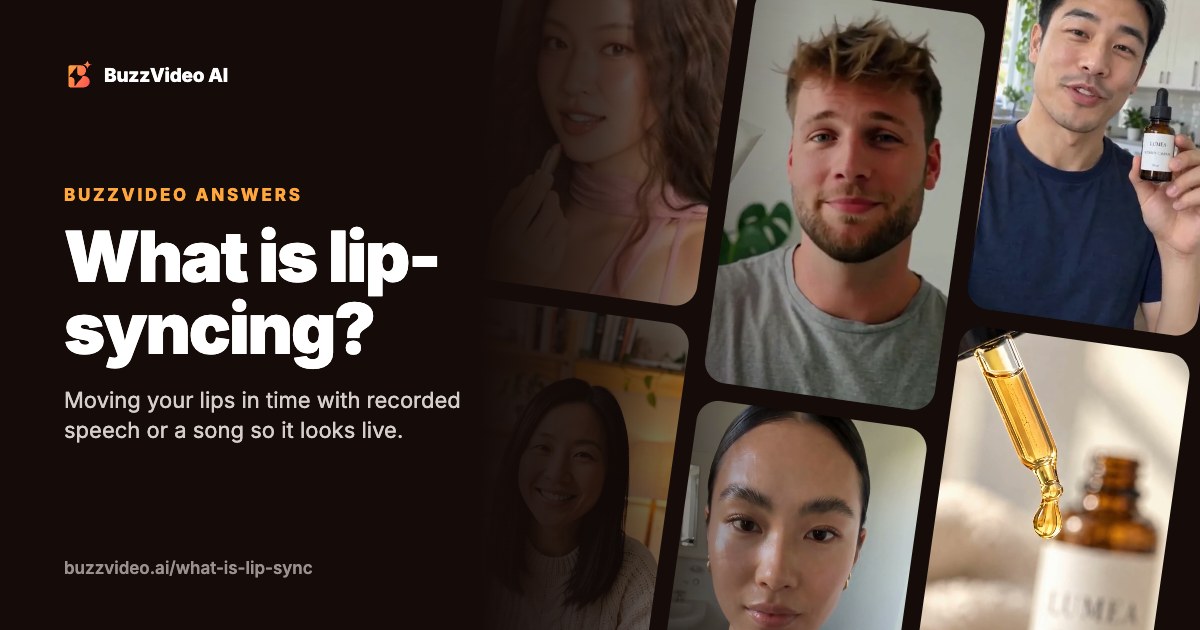 BuzzVideo AI
BUZZVIDEO ANSWERS
What is lip-
syncing?
Moving your lips in time with recorded
speech or a song so it looks live.
buzzvideo.ai/what-is-lip-sync
LUMEA
LUMEA